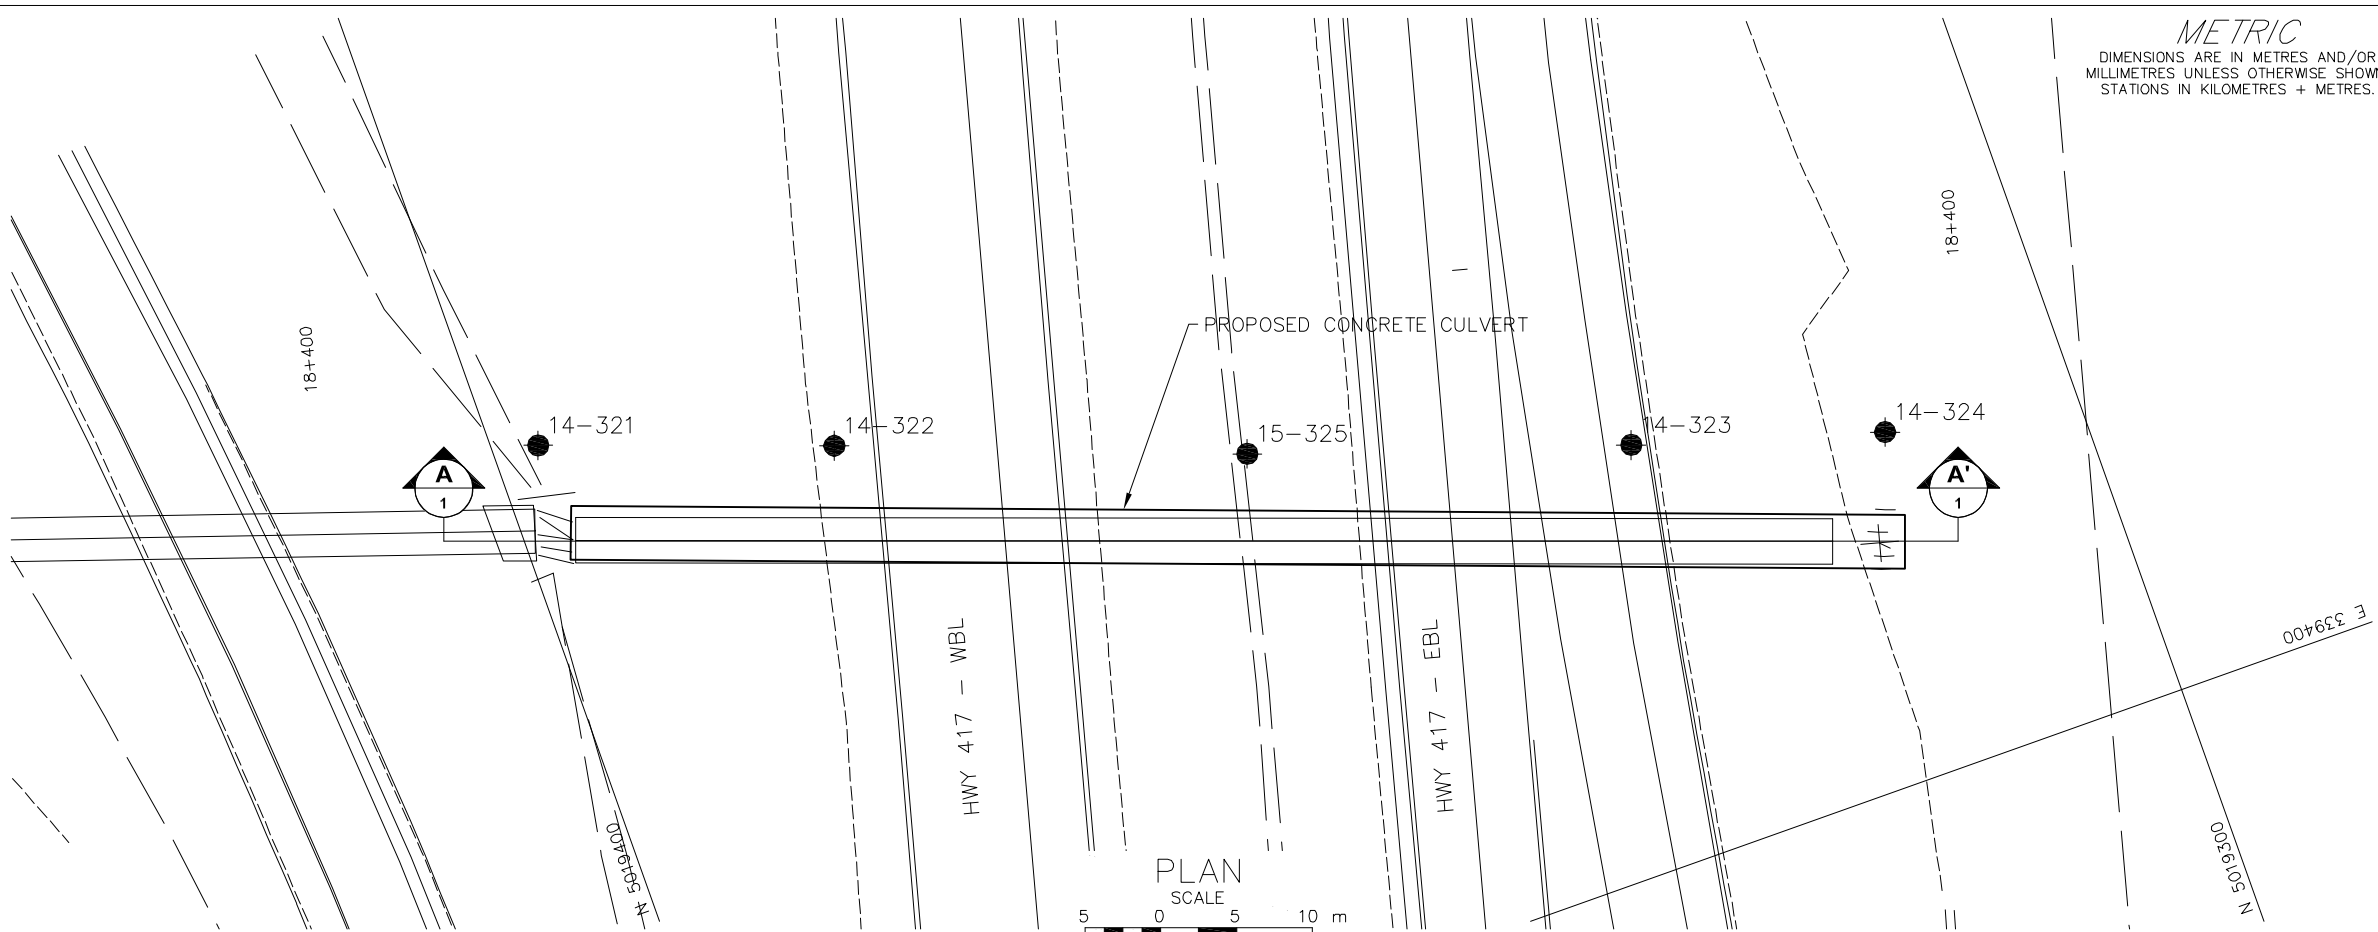 METRIC
DIMENSIONS ARE IN METRES AND/OR
MILLIMETRES UNLESS OTHERWISE SHOWN
STATIONS IN KILOMETRES + METRES.
18+400
18+400
PROPOSED CONCRETE CULVERT
14-321
14-322
15-325
14-323
14-324
A
1
A'
1
HWY 417 - WBL
HWY 417 - EBL
E 339400
N 5019400
N 5019300
PLAN
SCALE
5 0 5 10 m